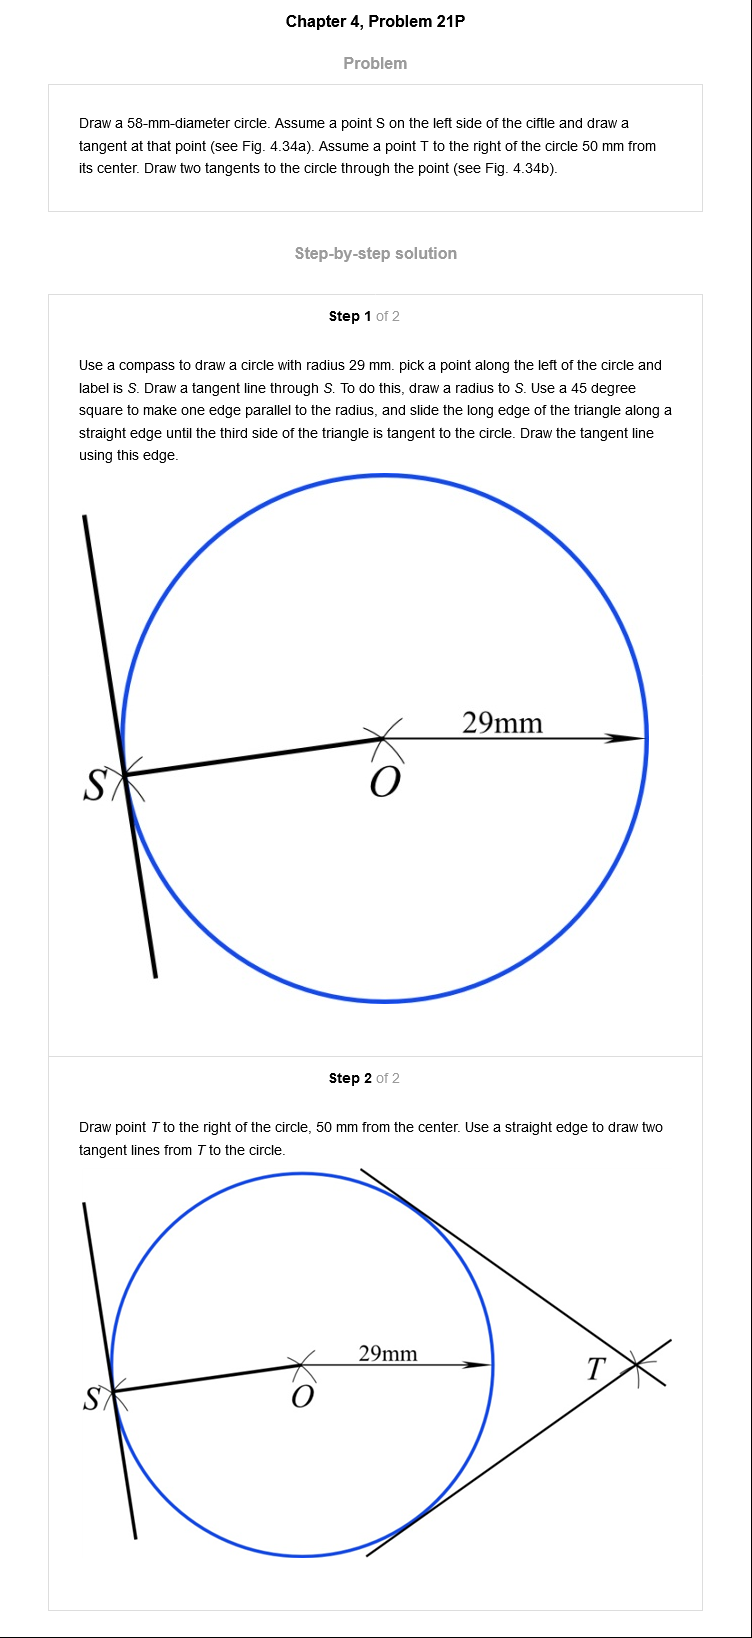 Chapter 4, Problem 21P
Problem
Draw a 58-mm-diameter circle. Assume a point S on the left side of the ciftle and draw a
tangent at that point (see Fig. 4.34a). Assume a point T to the right of the circle 50 mm from
its center. Draw two tangents to the circle through the point (see Fig. 4.34b).
Step-by-step solution
Step 1 of 2
Use a compass to draw a circle with radius 29 mm. pick a point along the left of the circle and
label is S. Draw a tangent line through S. To do this, draw a radius to S. Use a 45 degree
square to make one edge parallel to the radius, and slide the long edge of the triangle along a
straight edge until the third side of the triangle is tangent to the circle. Draw the tangent line
using this edge.
29mm
S
O
Step 2 of 2
Draw point T to the right of the circle, 50 mm from the center. Use a straight edge to draw two
tangent lines from T to the circle.
29mm
T
S
O